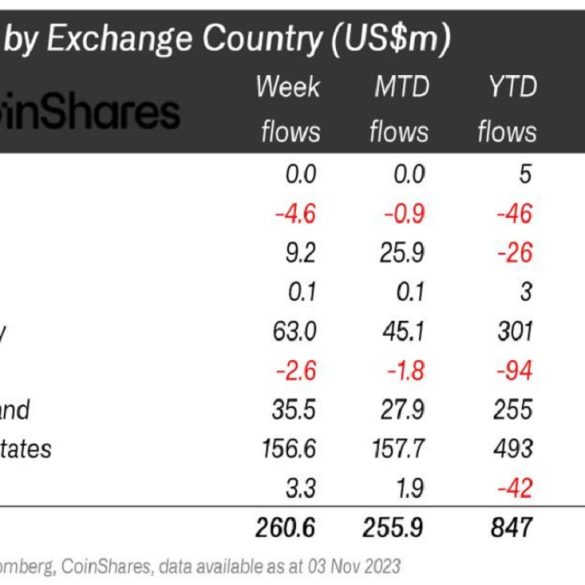 by Exchange Country (US$m)
Week MTD YTD
inShares
flows flows flows
0.0 0.0 5
-4.6 -0.9 -46
9.2 25.9 -26
0.1 0.1 3
y 63.0 45.1 301
-2.6 -1.8 -94
and 35.5 27.9 255
tates 156.6 157.7 493
3.3 1.9 -42
260.6 255.9 847
omberg, CoinShares, data available as at 03 Nov 2023